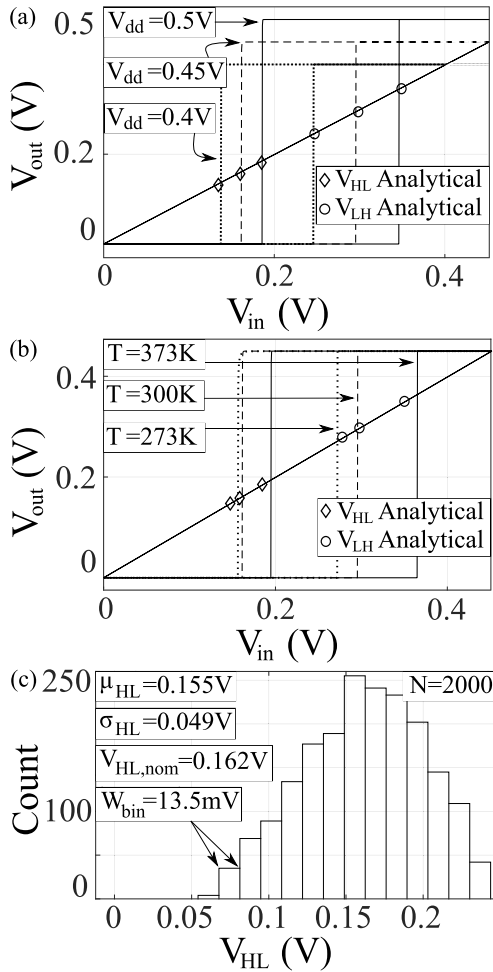 (a)
0.5
V_dd=0.5V
V_dd=0.45V
V_dd=0.4V
0.2
0
V_out (V)
◇ V_HL Analytical
○ V_LH Analytical
0 0.2 0.4
V_in (V)
(b)
T=373K
T=300K
T=273K
0.4
0.2
0
V_out (V)
◇ V_HL Analytical
○ V_LH Analytical
0 0.2 0.4
V_in (V)
(c)
250
100
0
Count
μ_HL=0.155V
N=2000
σ_HL=0.049V
V_HL,nom=0.162V
W_bin=13.5mV
0 0.05 0.1 0.15 0.2
V_HL (V)